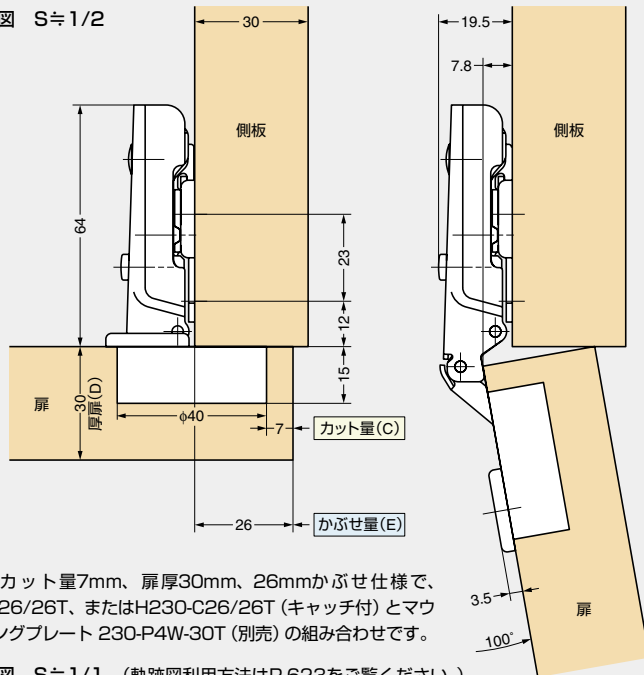 図 S≒1/2
30
19.5
7.8
側板
側板
64
23
12
15
扉
30
厚扉(D)
φ40
7
カット量(C)
26
かぶせ量(E)
3.5
扉
100°
カット量7mm、扉厚30mm、26mmかぶせ仕様で、
26/26T、またはH230-C26/26T(キャッチ付)とマウ
ングプレート 230-P4W-30T(別売)の組み合わせです。
図 S≒1/1 (軌跡図利用方法はP.623をご覧ください。)